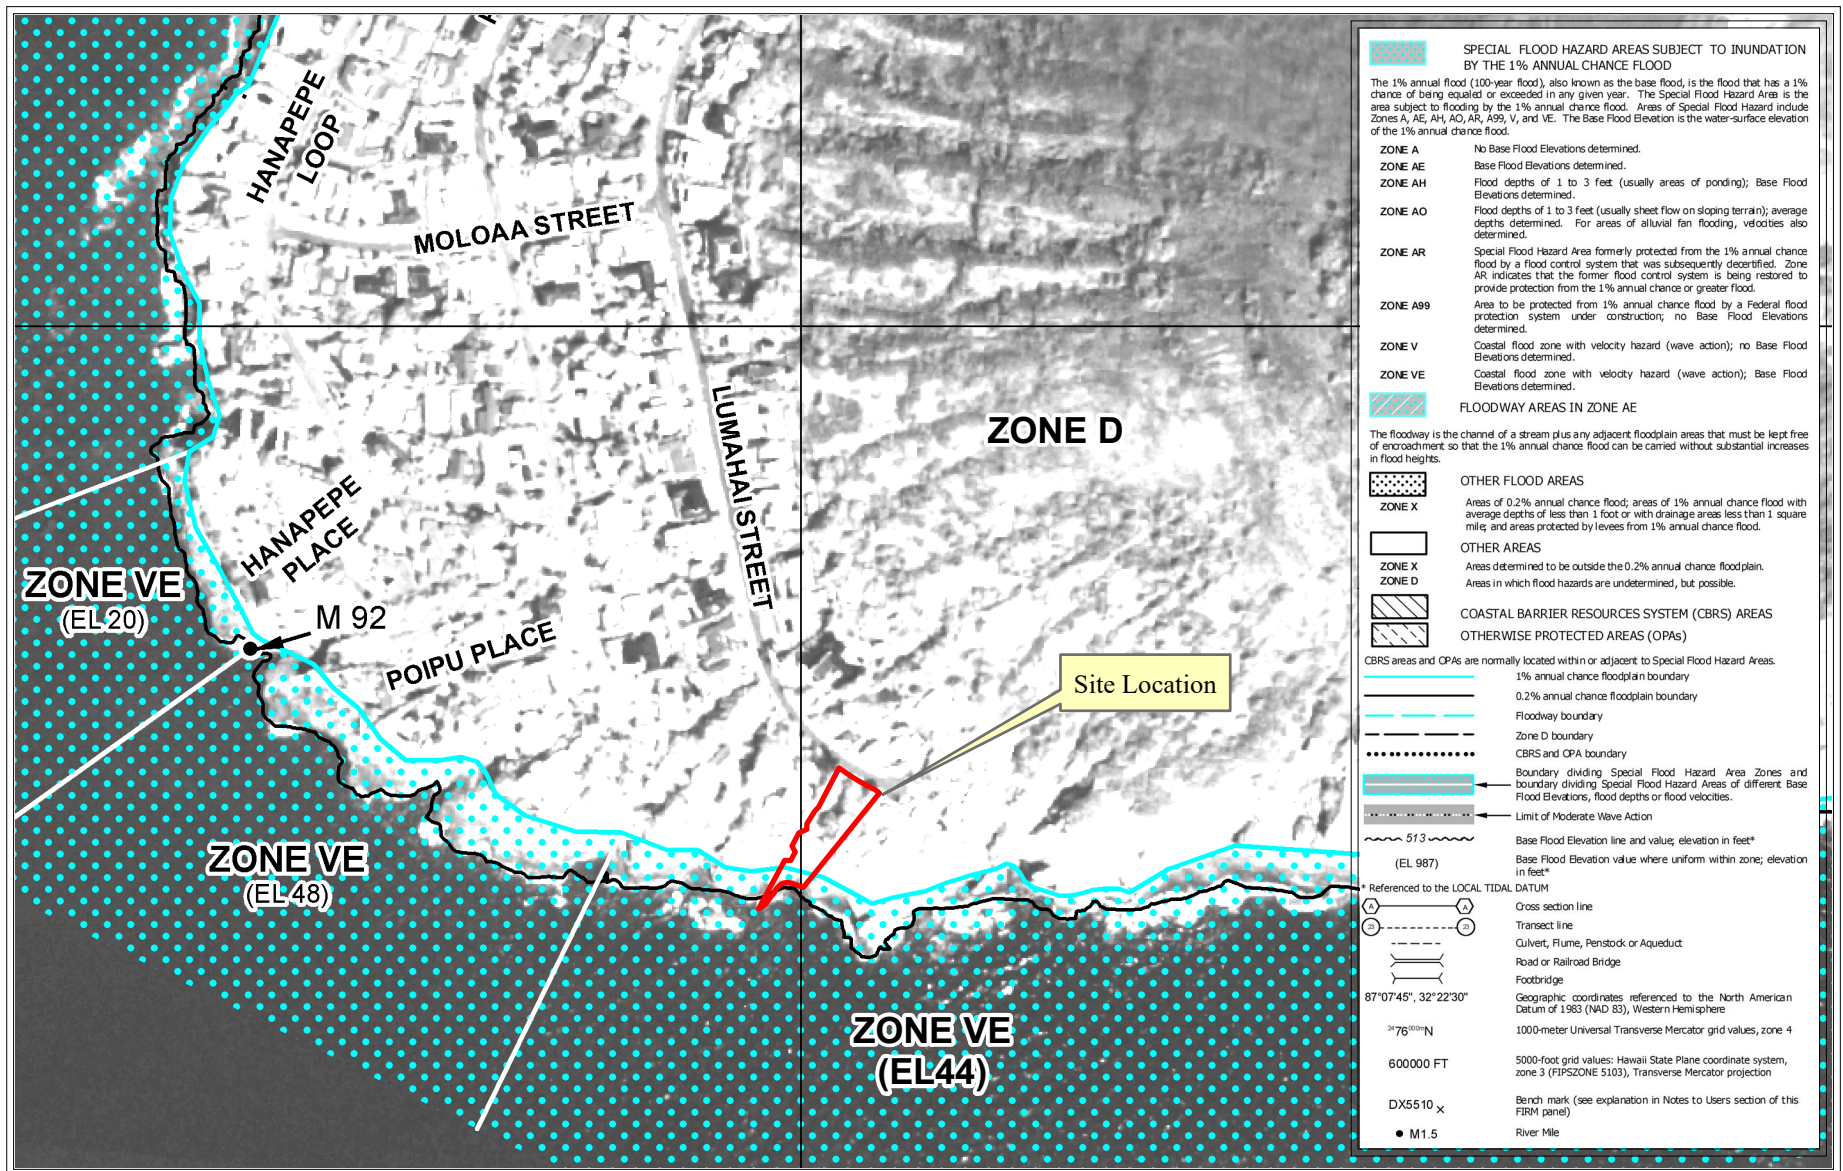 HANAPEPE
LOOP
MOLOAA STREET
LUMAHAI STREET
ZONE D
HANAPEPE
PLACE
ZONE VE
(EL 20)
M 92
POIPU PLACE
Site Location
ZONE VE
(EL 48)
ZONE VE
(EL44)
SPECIAL FLOOD HAZARD AREAS SUBJECT TO INUNDATION
BY THE 1% ANNUAL CHANCE FLOOD
The 1% annual flood (100-year flood), also known as the base flood, is the flood that has a 1%
chance of being equaled or exceeded in any given year. The Special Flood Hazard Area is the
area subject to flooding by the 1% annual chance flood. Areas of Special Flood Hazard include
Zones A, AE, AH, AO, AR, A99, V, and VE. The Base Flood Elevation is the water-surface elevation
of the 1% annual chance flood.
ZONE A No Base Flood Elevations determined.
ZONE AE Base Flood Elevations determined.
ZONE AH Flood depths of 1 to 3 feet (usually areas of ponding); Base Flood
Elevations determined.
ZONE AO Flood depths of 1 to 3 feet (usually sheet flow on sloping terrain); average
depths determined. For areas of alluvial fan flooding, velocities also
determined.
ZONE AR Special Flood Hazard Area formerly protected from the 1% annual chance
flood by a flood control system that was subsequently decertified. Zone
AR indicates that the former flood control system is being restored to
provide protection from the 1% annual chance or greater flood.
ZONE A99 Area to be protected from 1% annual chance flood by a Federal flood
protection system under construction; no Base Flood Elevations
determined.
ZONE V Coastal flood zone with velocity hazard (wave action); no Base Flood
Elevations determined.
ZONE VE Coastal flood zone with velocity hazard (wave action); Base Flood
Elevations determined.
FLOODWAY AREAS IN ZONE AE
The floodway is the channel of a stream plus any adjacent floodplain areas that must be kept free
of encroachment so that the 1% annual chance flood can be carried without substantial increases
in flood heights.
OTHER FLOOD AREAS
ZONE X Areas of 0.2% annual chance flood; areas of 1% annual chance flood with
average depths of less than 1 foot or with drainage areas less than 1 square
mile; and areas protected by levees from 1% annual chance flood.
OTHER AREAS
ZONE X Areas determined to be outside the 0.2% annual chance floodplain.
ZONE D Areas in which flood hazards are undetermined, but possible.
COASTAL BARRIER RESOURCES SYSTEM (CBRS) AREAS
OTHERWISE PROTECTED AREAS (OPAs)
CBRS areas and OPAs are normally located within or adjacent to Special Flood Hazard Areas.
1% annual chance floodplain boundary
0.2% annual chance floodplain boundary
Floodway boundary
Zone D boundary
CBRS and OPA boundary
Boundary dividing Special Flood Hazard Area Zones and
boundary dividing Special Flood Hazard Areas of different Base
Flood Elevations, flood depths or flood velocities.
Limit of Moderate Wave Action
513 Base Flood Elevation line and value; elevation in feet*
(EL 987) Base Flood Elevation value where uniform within zone; elevation
in feet*
* Referenced to the LOCAL TIDAL DATUM
A A Cross section line
23 23 Transect line
Culvert, Flume, Penstock or Aqueduct
Road or Railroad Bridge
Footbridge
87°07'45", 32°22'30" Geographic coordinates referenced to the North American
Datum of 1983 (NAD 83), Western Hemisphere
2476000mN 1000-meter Universal Transverse Mercator grid values, zone 4
600000 FT 5000-foot grid values: Hawaii State Plane coordinate system,
zone 3 (FIPSZONE 5103), Transverse Mercator projection
DX5510 x Bench mark (see explanation in Notes to Users section of this
FIRM panel)
M1.5 River Mile